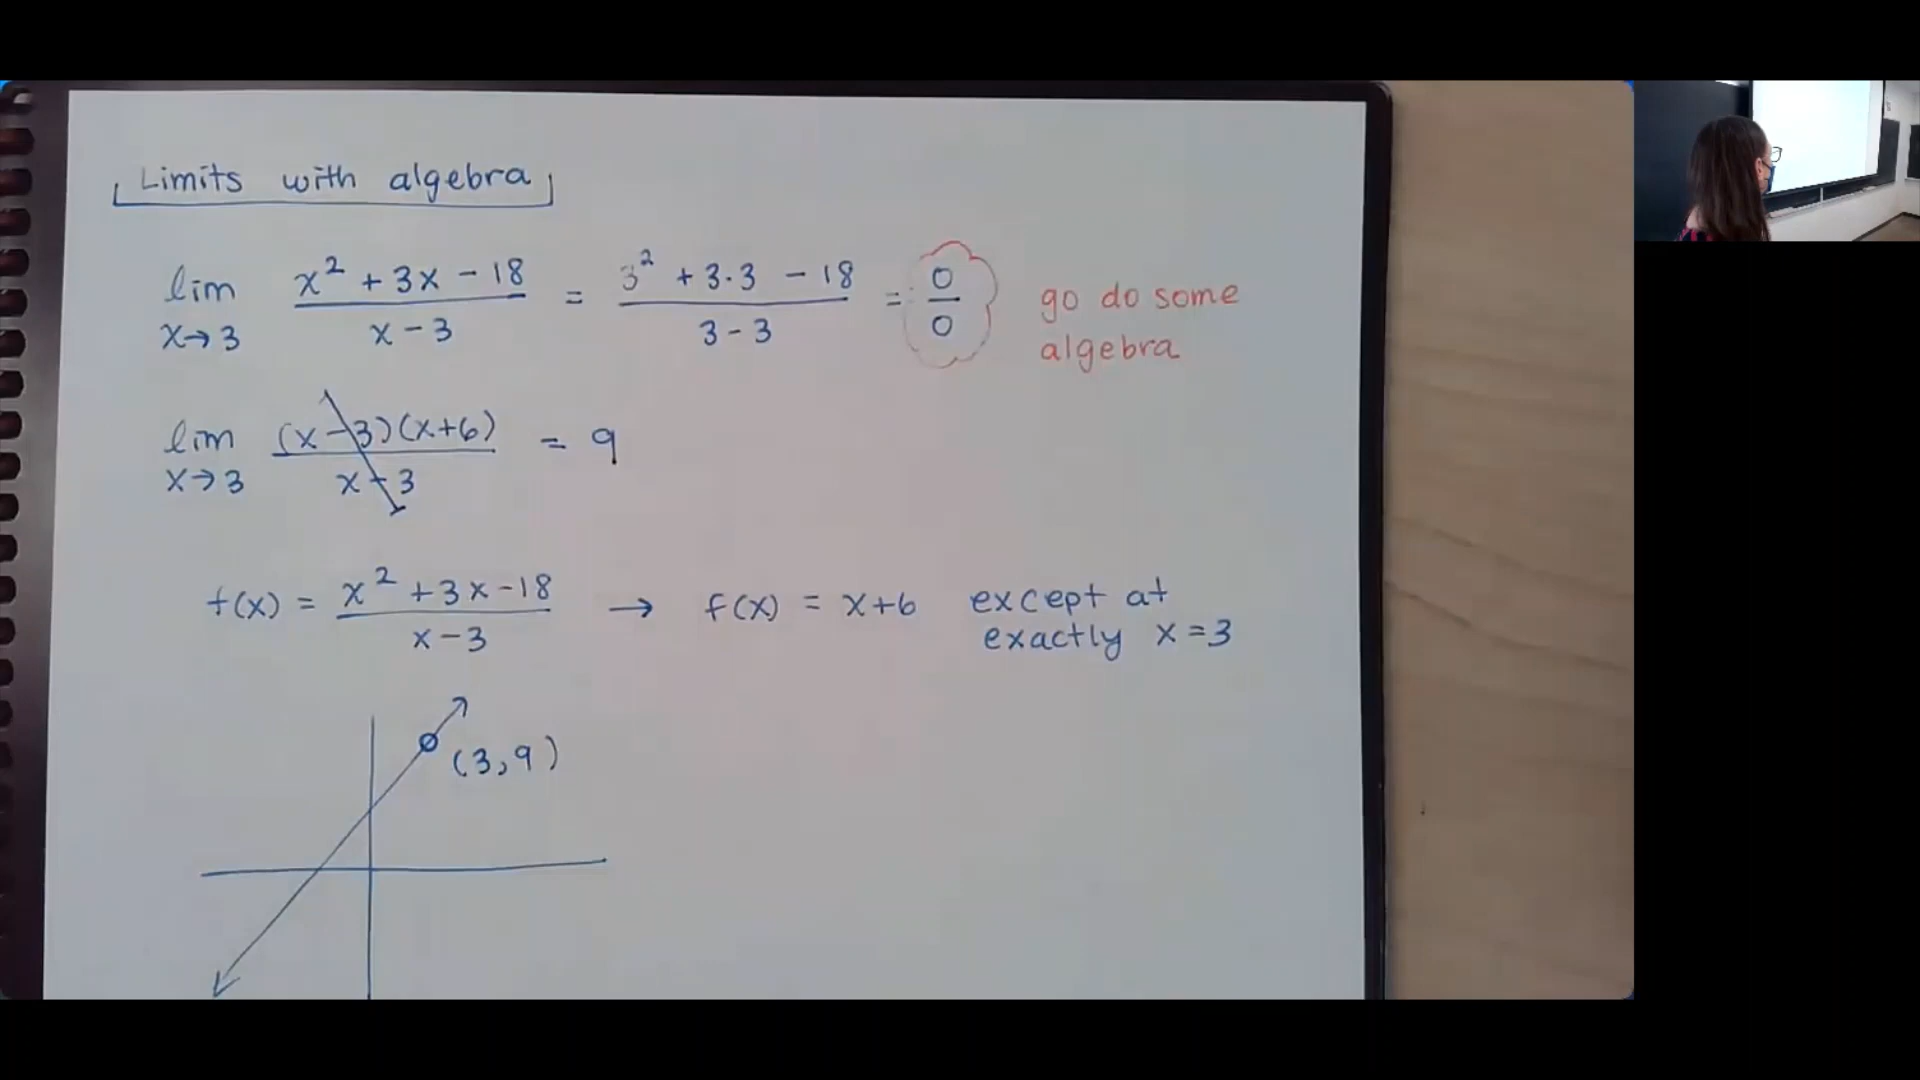 Limits with algebra
lim x→3 (x² + 3x - 18)/(x - 3) = (3² + 3·3 - 18)/(3 - 3) = 0/0 go do some algebra
lim x→3 ((x-3)(x+6))/(x-3) = 9
f(x) = (x² + 3x - 18)/(x - 3) → f(x) = x+6 except at exactly x = 3
(3,9)